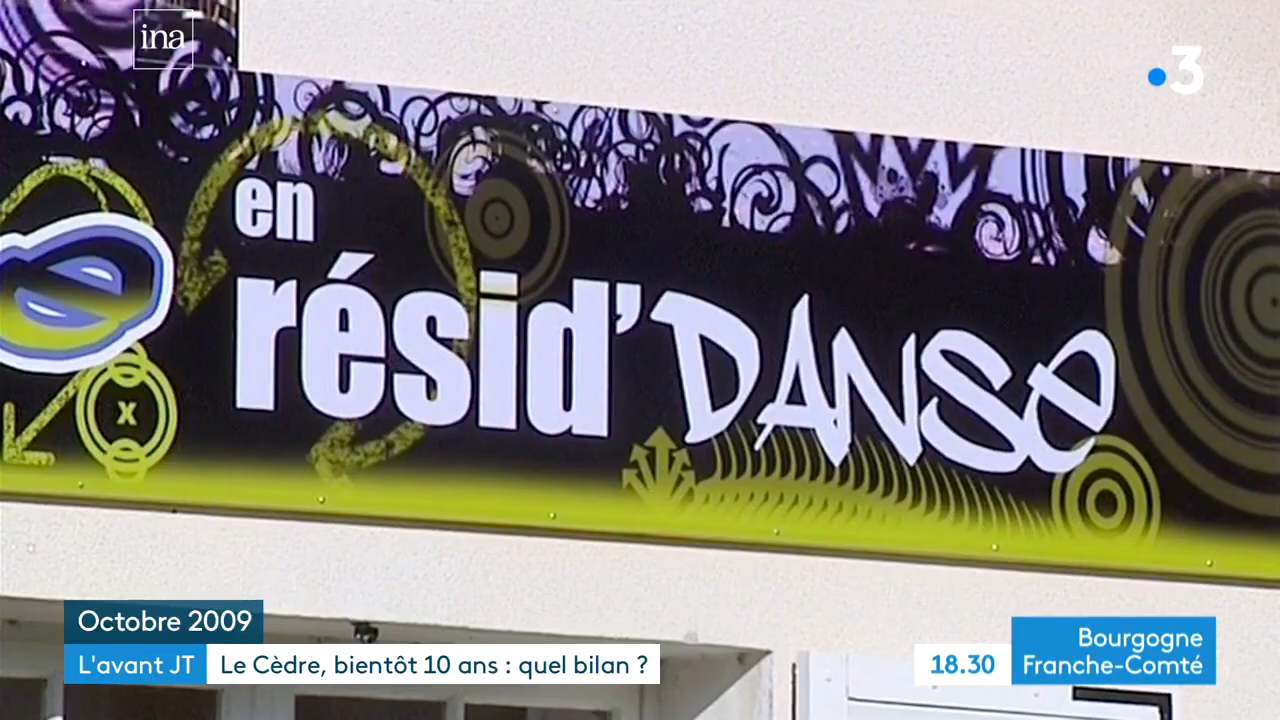 ina
3
en
résid'DANSE
x
Octobre 2009
L'avant JT Le Cèdre, bientôt 10 ans : quel bilan ?
18.30 Bourgogne
Franche-Comté